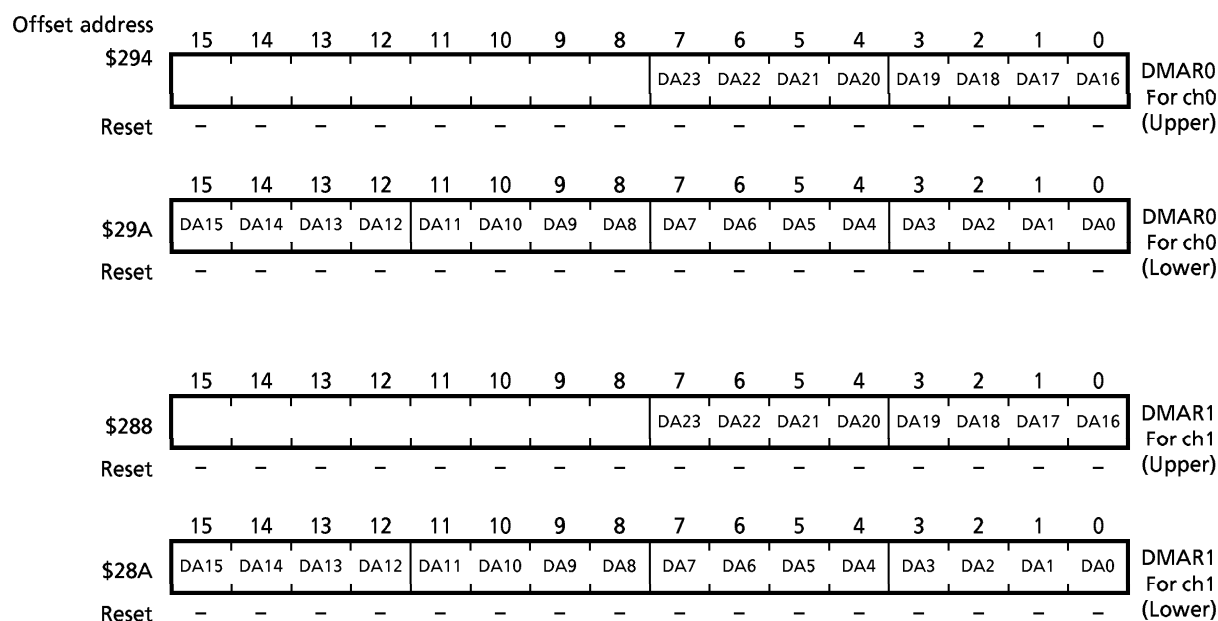 Offset address
15 14 13 12 11 10 9 8 7 6 5 4 3 2 1 0
$294 DA23 DA22 DA21 DA20 DA19 DA18 DA17 DA16 DMAR0
For ch0
Reset – – – – – – – – – – – – – – – – (Upper)
15 14 13 12 11 10 9 8 7 6 5 4 3 2 1 0
$29A DA15 DA14 DA13 DA12 DA11 DA10 DA9 DA8 DA7 DA6 DA5 DA4 DA3 DA2 DA1 DA0 DMAR0
For ch0
Reset – – – – – – – – – – – – – – – – (Lower)
15 14 13 12 11 10 9 8 7 6 5 4 3 2 1 0
$288 DA23 DA22 DA21 DA20 DA19 DA18 DA17 DA16 DMAR1
For ch1
Reset – – – – – – – – – – – – – – – – (Upper)
15 14 13 12 11 10 9 8 7 6 5 4 3 2 1 0
$28A DA15 DA14 DA13 DA12 DA11 DA10 DA9 DA8 DA7 DA6 DA5 DA4 DA3 DA2 DA1 DA0 DMAR1
For ch1
Reset – – – – – – – – – – – – – – – – (Lower)